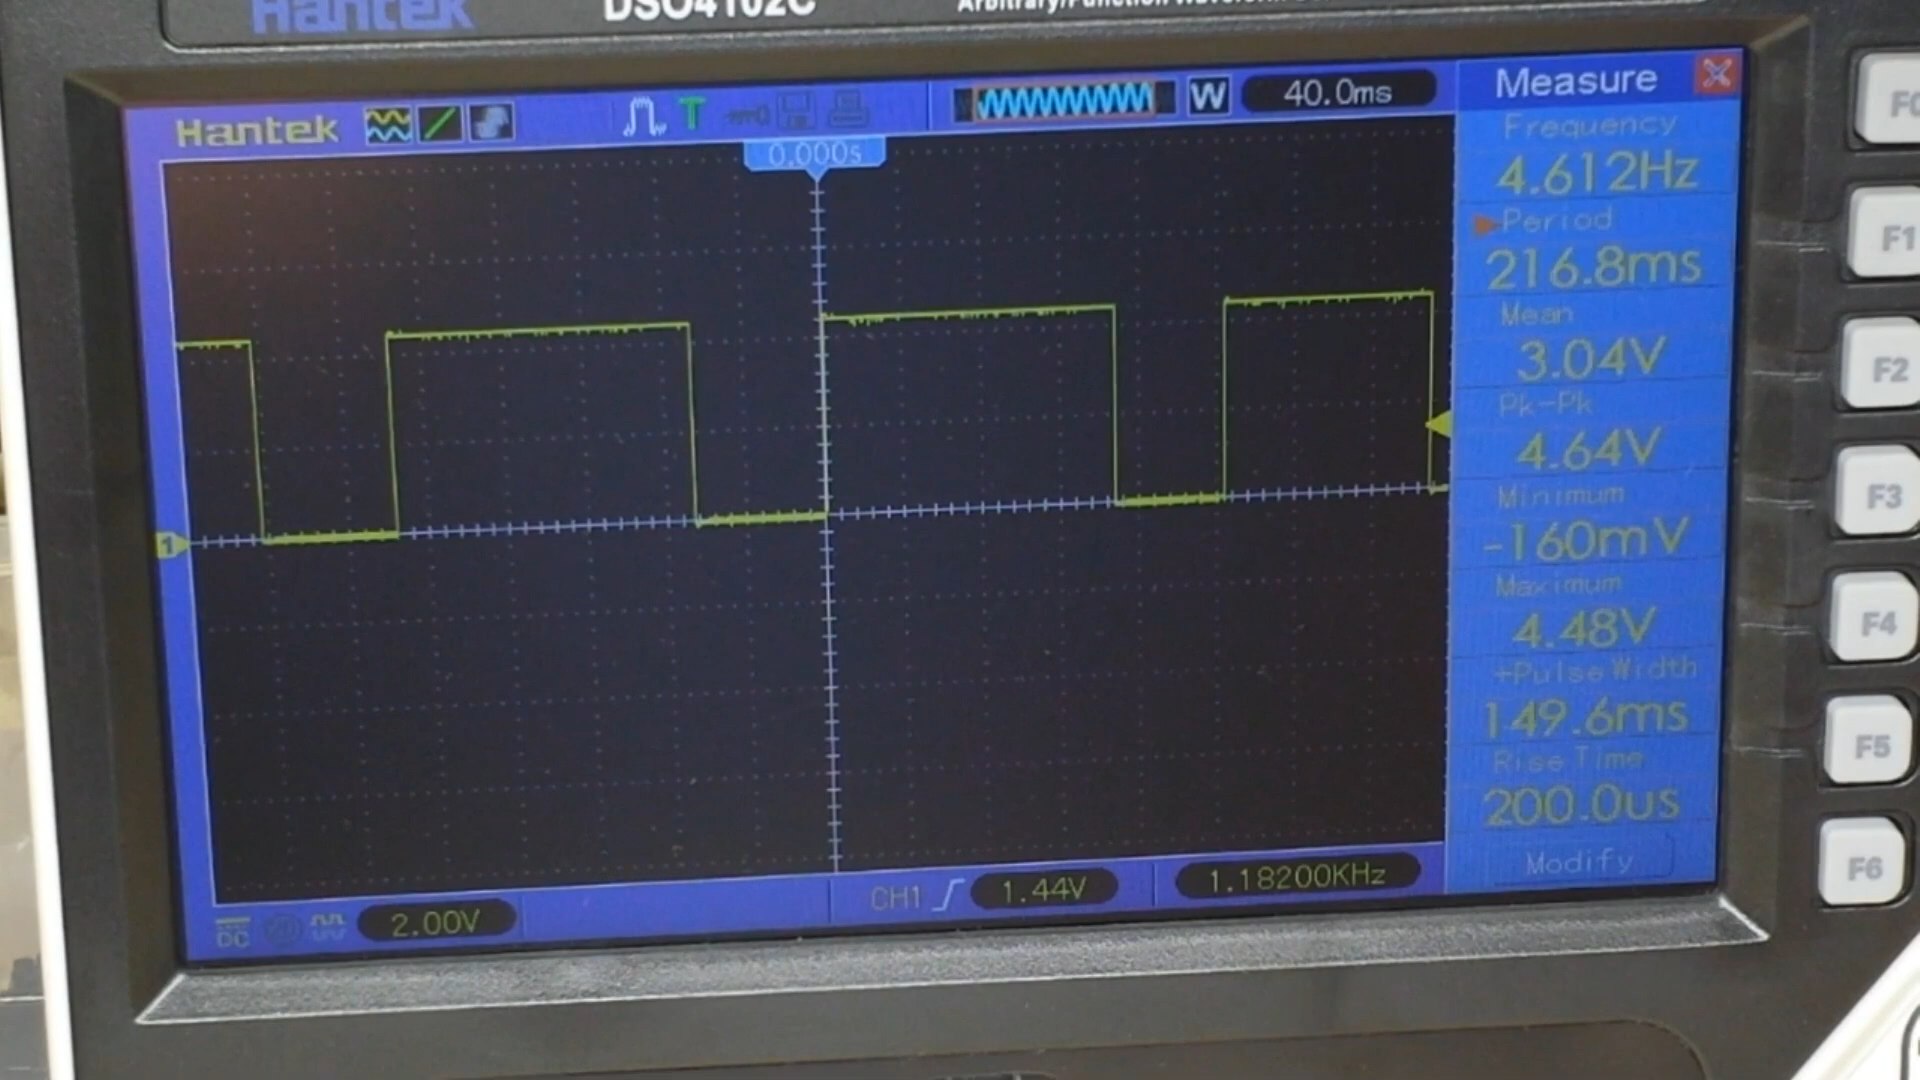 Hantek DSO4102C
Hantek T W 40.0ms Measure
0.000s
Frequency
4.612Hz
Period
216.8ms
Mean
3.04V
Pk-Pk
4.64V
1
Minimum
-160mV
Maximum
4.48V
+Pulse Width
149.6ms
Rise Time
200.0us
Modify
DC 2.00V CH1 1.44V 1.18200KHz
F0
F1
F2
F3
F4
F5
F6